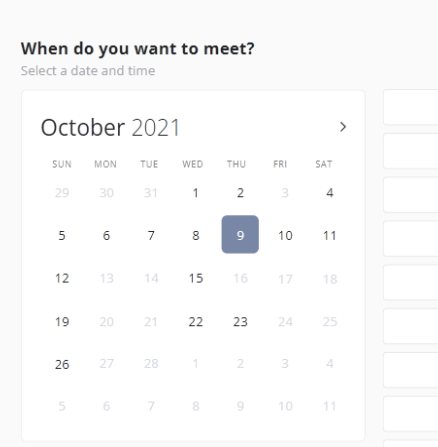 When do you want to meet?
Select a date and time
October 2021 >
SUN MON TUE WED THU FRI SAT
29 30 31 1 2 3 4
5 6 7 8 9 10 11
12 13 14 15 16 17 18
19 20 21 22 23 24 25
26 27 28 1 2 3 4
5 6 7 8 9 10 11